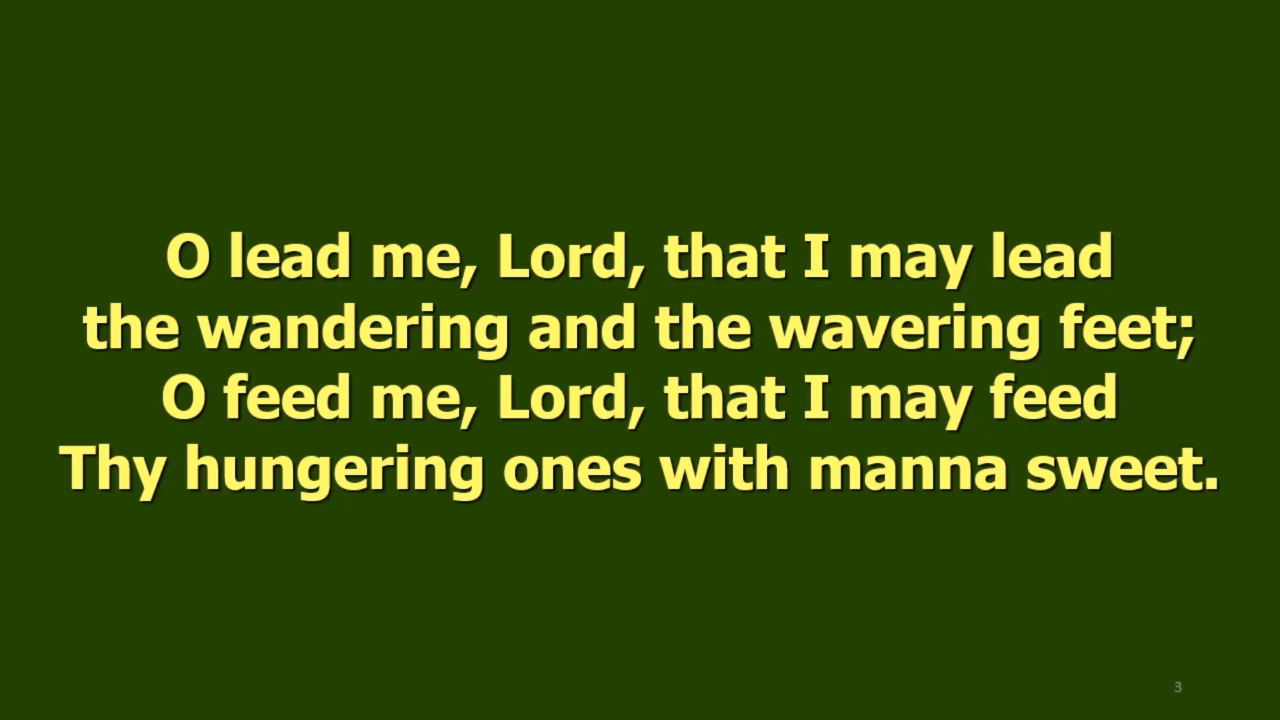 O lead me, Lord, that I may lead
the wandering and the wavering feet;
O feed me, Lord, that I may feed
Thy hungering ones with manna sweet.
3